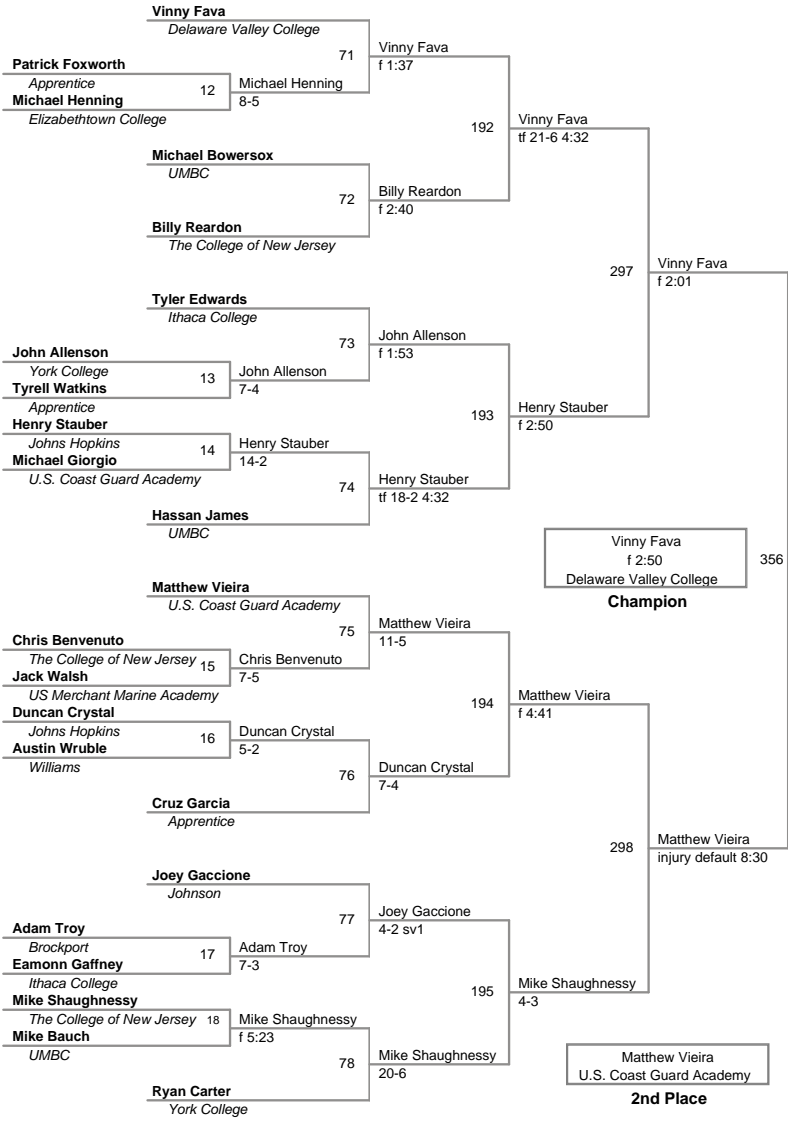 Vinny Fava
Delaware Valley College
71
Vinny Fava
f 1:37
Patrick Foxworth
Apprentice
12
Michael Henning
8-5
Michael Henning
Elizabethtown College
192
Vinny Fava
tf 21-6 4:32
Michael Bowersox
UMBC
72
Billy Reardon
f 2:40
Billy Reardon
The College of New Jersey
297
Vinny Fava
f 2:01
Tyler Edwards
Ithaca College
73
John Allenson
f 1:53
John Allenson
York College
13
John Allenson
7-4
Tyrell Watkins
Apprentice
193
Henry Stauber
f 2:50
Henry Stauber
Johns Hopkins
14
Henry Stauber
14-2
Michael Giorgio
U.S. Coast Guard Academy
74
Henry Stauber
tf 18-2 4:32
Hassan James
UMBC
Vinny Fava
f 2:50
Delaware Valley College
356
Champion
Matthew Vieira
U.S. Coast Guard Academy
75
Matthew Vieira
11-5
Chris Benvenuto
The College of New Jersey
15
Chris Benvenuto
7-5
Jack Walsh
US Merchant Marine Academy
194
Matthew Vieira
f 4:41
Duncan Crystal
Johns Hopkins
16
Duncan Crystal
5-2
Austin Wruble
Williams
76
Duncan Crystal
7-4
Cruz Garcia
Apprentice
298
Matthew Vieira
injury default 8:30
Joey Gaccione
Johnson
77
Joey Gaccione
4-2 sv1
Adam Troy
Brockport
17
Adam Troy
7-3
Eamonn Gaffney
Ithaca College
195
Mike Shaughnessy
4-3
Mike Shaughnessy
The College of New Jersey
18
Mike Shaughnessy
f 5:23
Mike Bauch
UMBC
78
Mike Shaughnessy
20-6
Ryan Carter
York College
Matthew Vieira
U.S. Coast Guard Academy
2nd Place